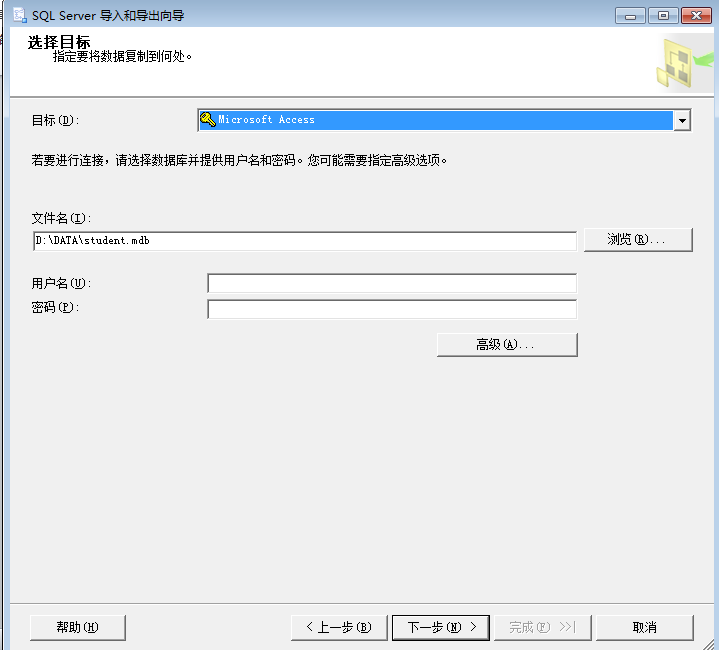 SQL Server 导入和导出向导
选择目标
指定要将数据复制到何处。
目标(D):
Microsoft Access
若要进行连接，请选择数据库并提供用户名和密码。您可能需要指定高级选项。
文件名(I):
D:\DATA\student.mdb
浏览(R)...
用户名(U):
密码(P):
高级(A)...
帮助(H)
< 上一步(B)
下一步(N) >
完成(F) >>|
取消